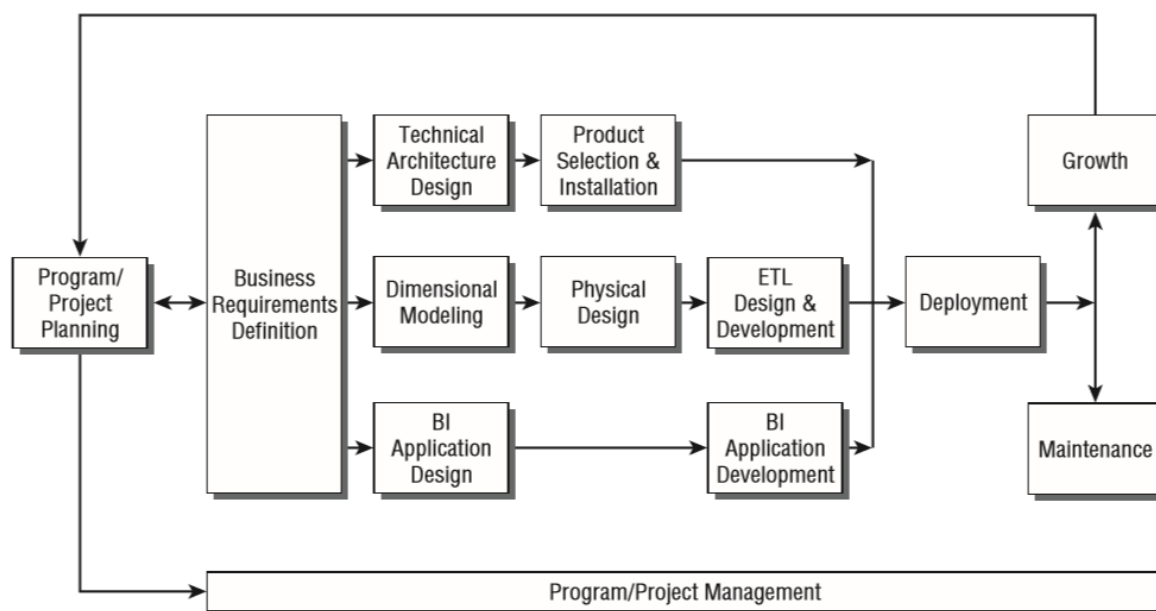 Technical
Architecture
Design
Product
Selection &
Installation
Growth
Program/
Project
Planning
Business
Requirements
Definition
Dimensional
Modeling
Physical
Design
ETL
Design &
Development
Deployment
BI
Application
Design
BI
Application
Development
Maintenance
Program/Project Management